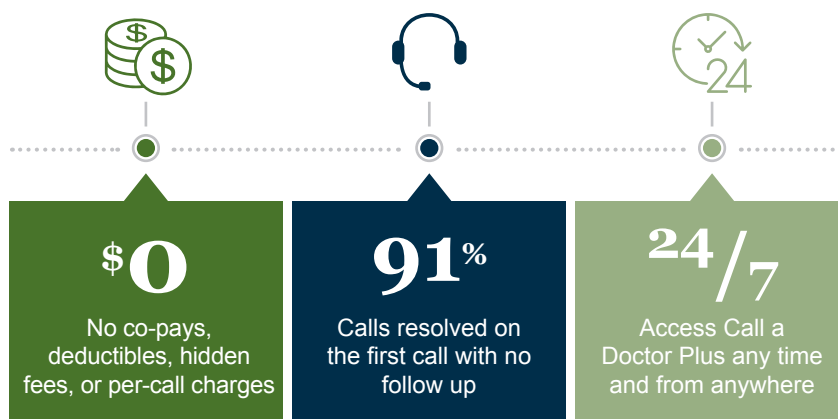 $
$
24
$0
No co-pays,
deductibles, hidden
fees, or per-call charges
91%
Calls resolved on
the first call with no
follow up
24/7
Access Call a
Doctor Plus any time
and from anywhere